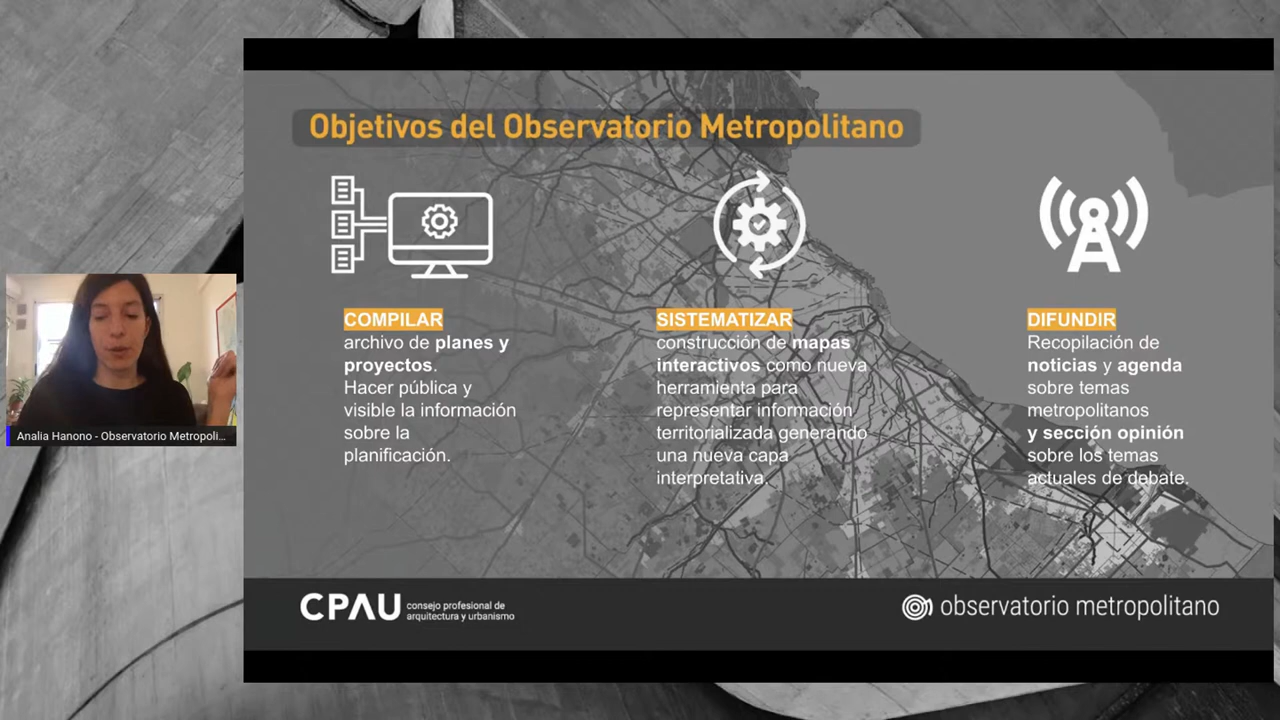 Objetivos del Observatorio Metropolitano
COMPILAR
archivo de planes y
proyectos.
Hacer pública y
visible la información
sobre la
planificación.
SISTEMATIZAR
construcción de mapas
interactivos como nueva
herramienta para
representar información
territorializada generando
una nueva capa
interpretativa.
DIFUNDIR
Recopilación de
noticias y agenda
sobre temas
metropolitanos
y sección opinión
sobre los temas
actuales de debate.
Analia Hanono - Observatorio Metropoli...
CPAU
consejo profesional de
arquitectura y urbanismo
observatorio metropolitano